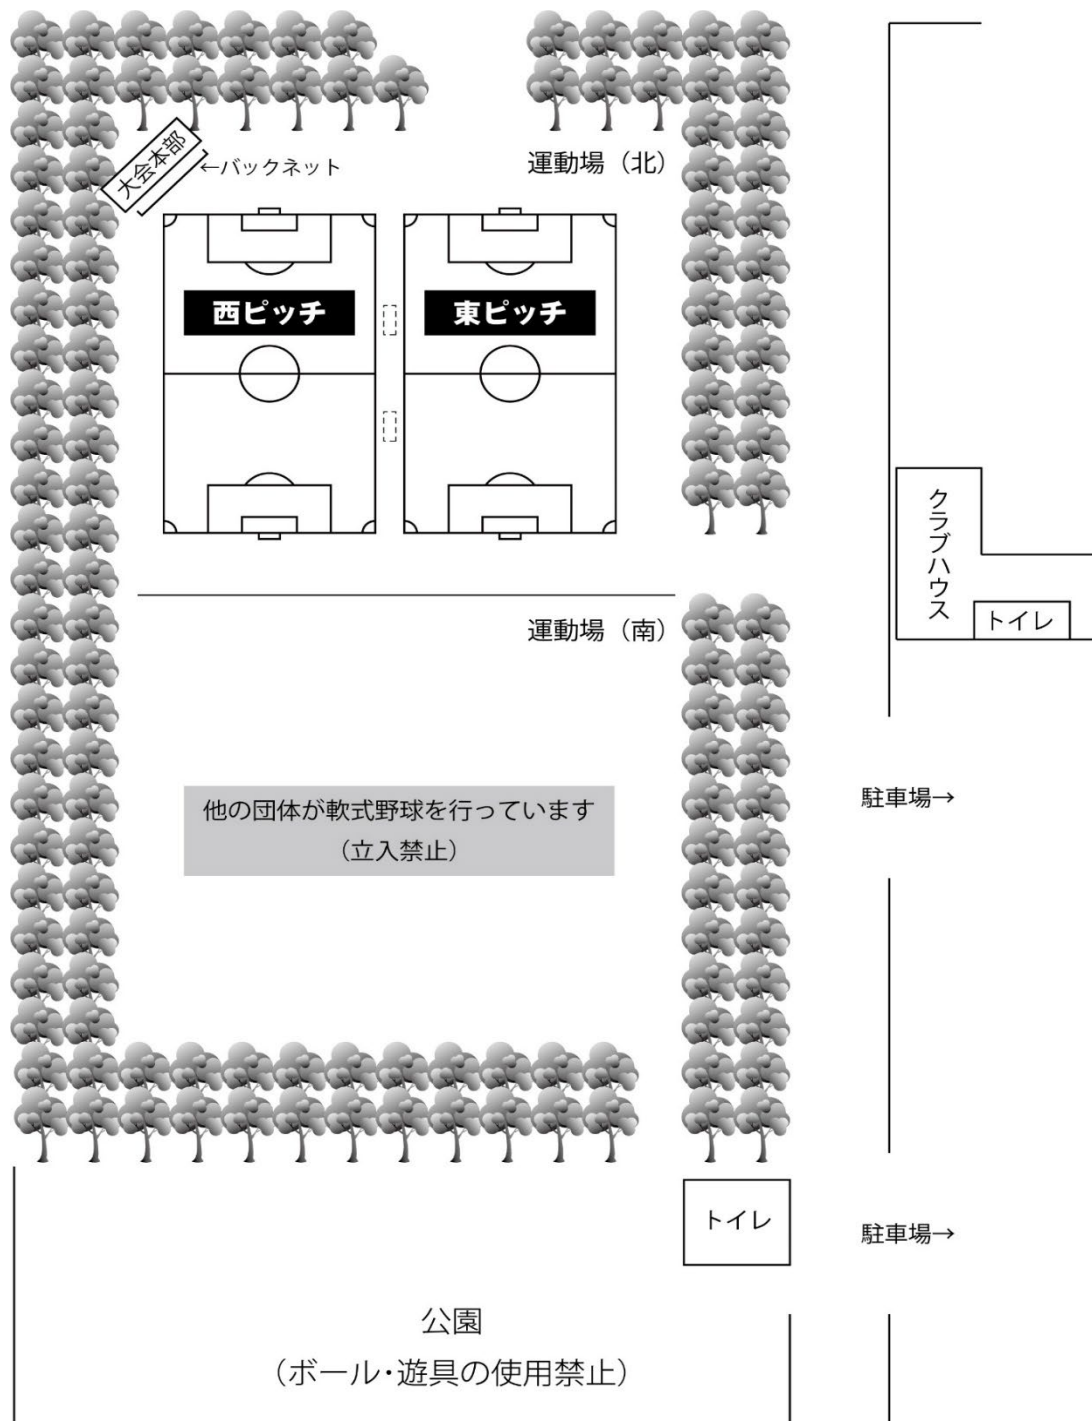 大会本部
←バックネット
運動場（北）
西ピッチ
東ピッチ
クラブハウス
トイレ
運動場（南）
他の団体が軟式野球を行っています
（立入禁止）
駐車場→
トイレ
駐車場→
公園
（ボール・遊具の使用禁止）